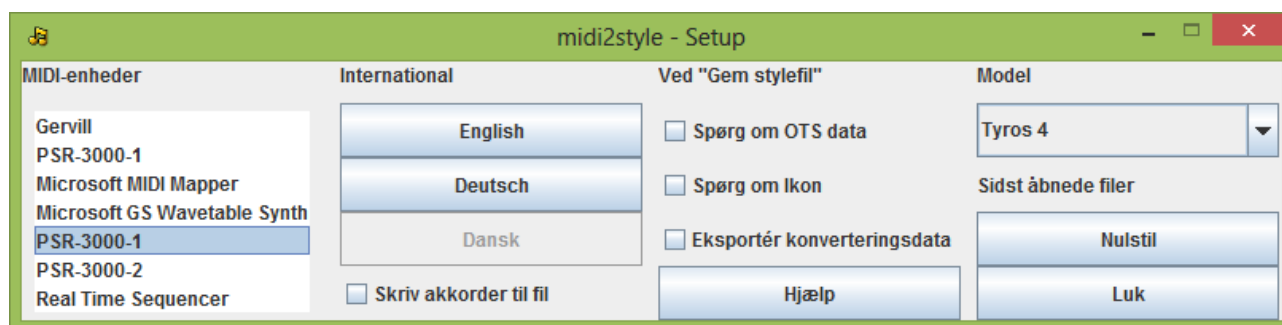 midi2style - Setup
MIDI-enheder
Gervill
PSR-3000-1
Microsoft MIDI Mapper
Microsoft GS Wavetable Synth
PSR-3000-1
PSR-3000-2
Real Time Sequencer
International
English
Deutsch
Dansk
Skriv akkorder til fil
Ved "Gem stylefil"
Spørg om OTS data
Spørg om Ikon
Eksportér konverteringsdata
Hjælp
Model
Tyros 4
Sidst åbnede filer
Nulstil
Luk